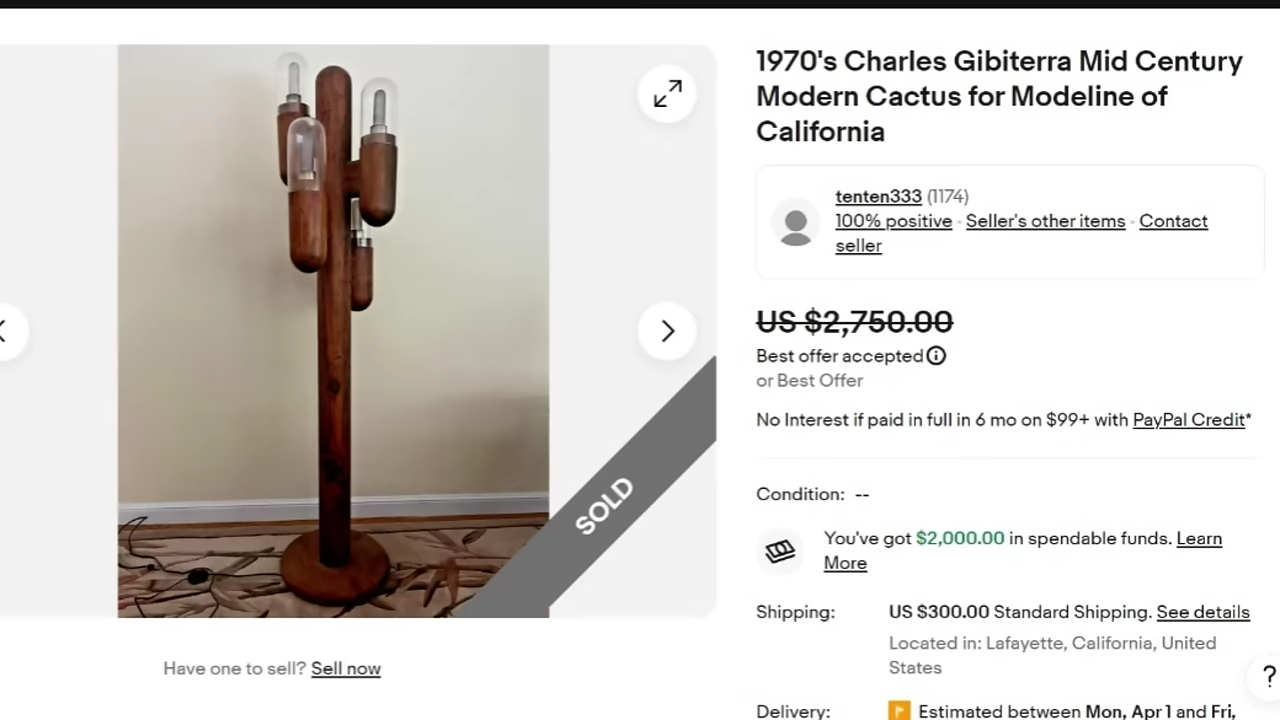 1970's Charles Gibiterra Mid Century
Modern Cactus for Modeline of
California
tenten333 (1174)
100% positive · Seller's other items · Contact
seller
US $2,750.00
Best offer accepted
or Best Offer
No Interest if paid in full in 6 mo on $99+ with PayPal Credit*
Condition: --
You've got $2,000.00 in spendable funds. Learn
More
Shipping: US $300.00 Standard Shipping. See details
Located in: Lafayette, California, United
States
Delivery: Estimated between Mon, Apr 1 and Fri,
SOLD
Have one to sell? Sell now
?